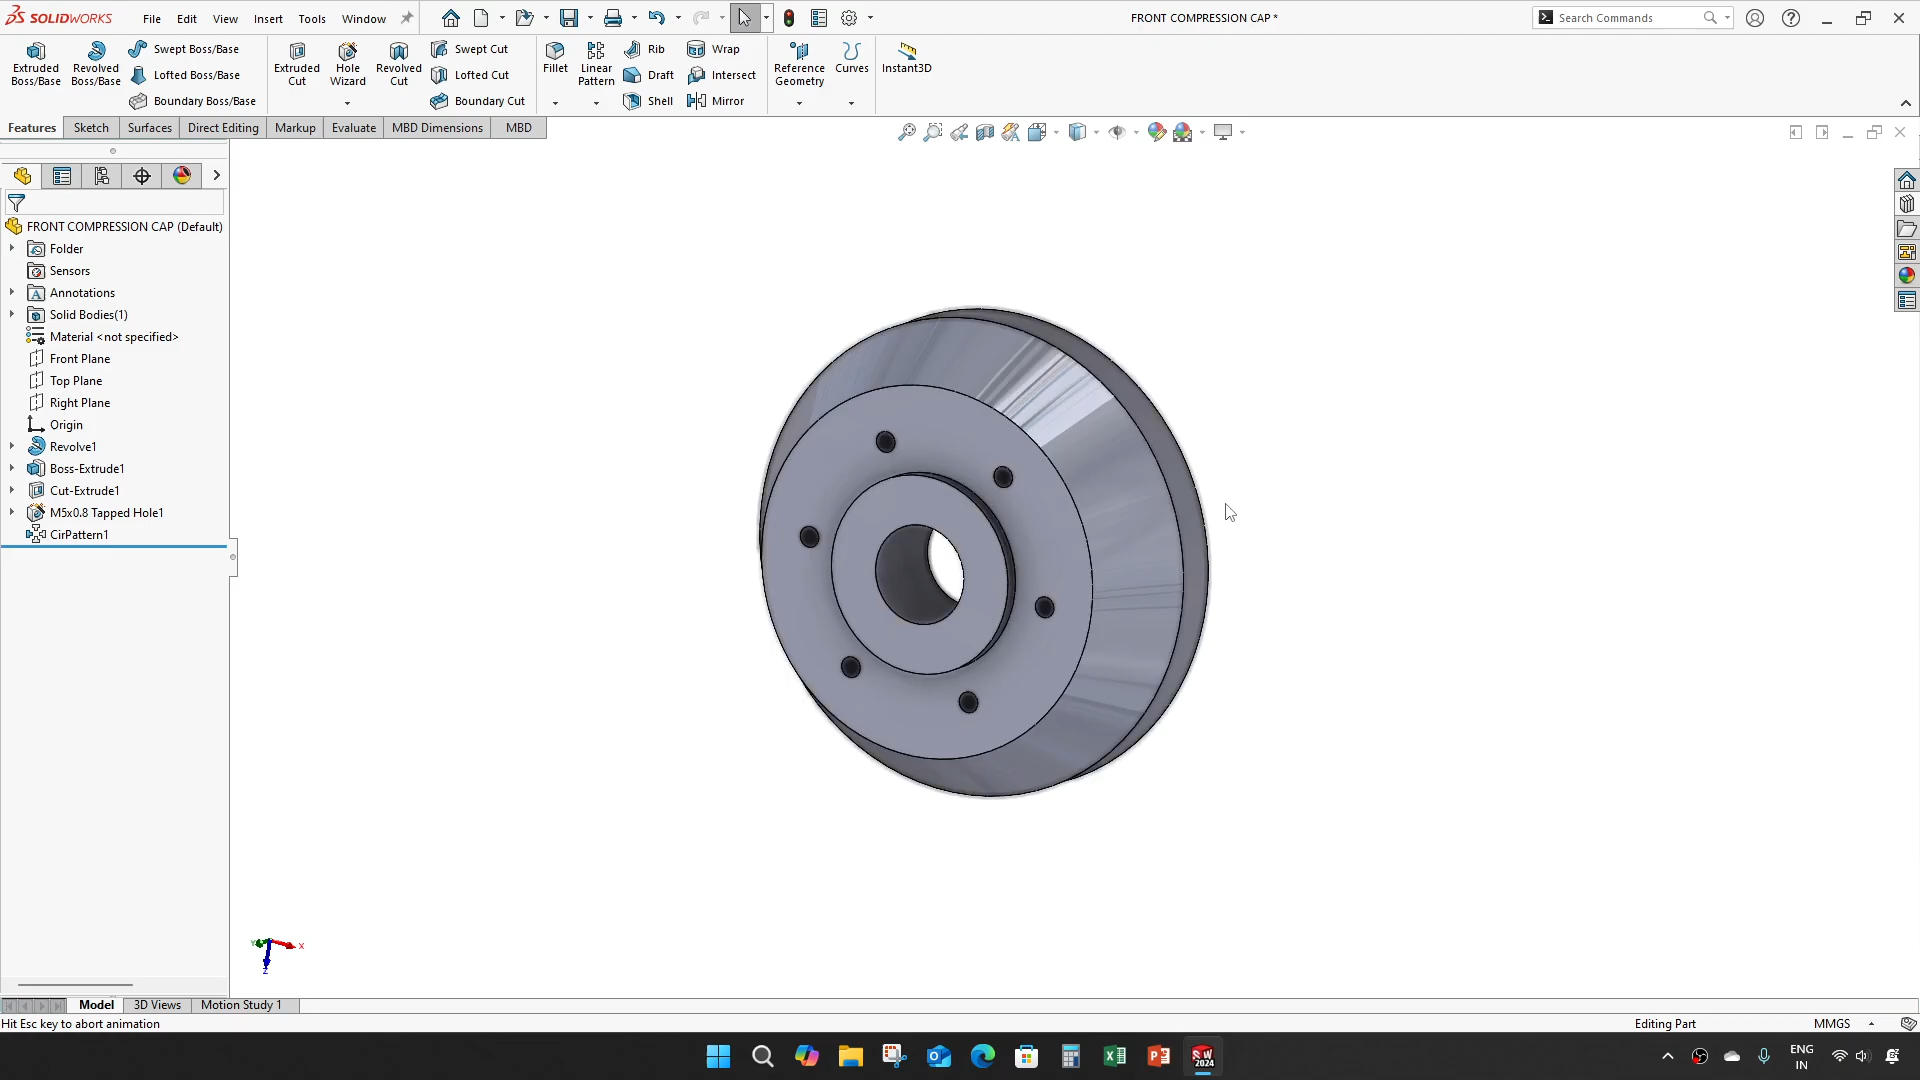 SOLIDWORKS File Edit View Insert Tools Window FRONT COMPRESSION CAP * Search Commands
Extruded Boss/Base
Revolved Boss/Base
Swept Boss/Base
Lofted Boss/Base
Boundary Boss/Base
Extruded Cut
Hole Wizard
Revolved Cut
Swept Cut
Lofted Cut
Boundary Cut
Fillet
Linear Pattern
Rib
Draft
Shell
Wrap
Intersect
Mirror
Reference Geometry
Curves
Instant3D
Features Sketch Surfaces Direct Editing Markup Evaluate MBD Dimensions MBD
FRONT COMPRESSION CAP (Default)
Folder
Sensors
Annotations
Solid Bodies(1)
Material <not specified>
Front Plane
Top Plane
Right Plane
Origin
Revolve1
Boss-Extrude1
Cut-Extrude1
M5x0.8 Tapped Hole1
CirPattern1
Y X
Z
Model 3D Views Motion Study 1
Hit Esc key to abort animation Editing Part MMGS
SW 2024
ENG
IN